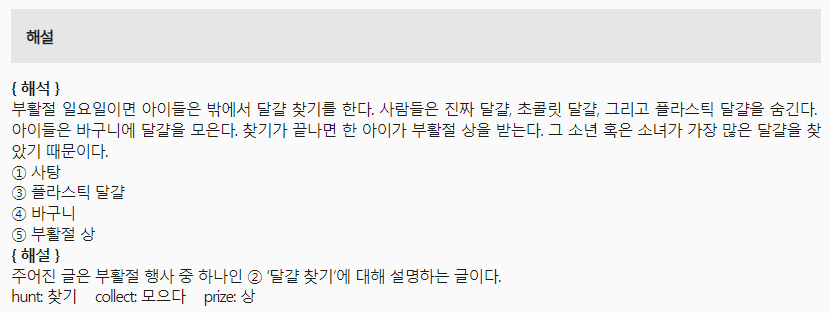 해설
{ 해석 }
부활절 일요일이면 아이들은 밖에서 달걀 찾기를 한다. 사람들은 진짜 달걀, 초콜릿 달걀, 그리고 플라스틱 달걀을 숨긴다.
아이들은 바구니에 달걀을 모은다. 찾기가 끝나면 한 아이가 부활절 상을 받는다. 그 소년 혹은 소녀가 가장 많은 달걀을 찾
았기 때문이다.
① 사탕
③ 플라스틱 달걀
④ 바구니
⑤ 부활절 상
{ 해설 }
주어진 글은 부활절 행사 중 하나인 ② ‘달걀 찾기’에 대해 설명하는 글이다.
hunt: 찾기 collect: 모으다 prize: 상